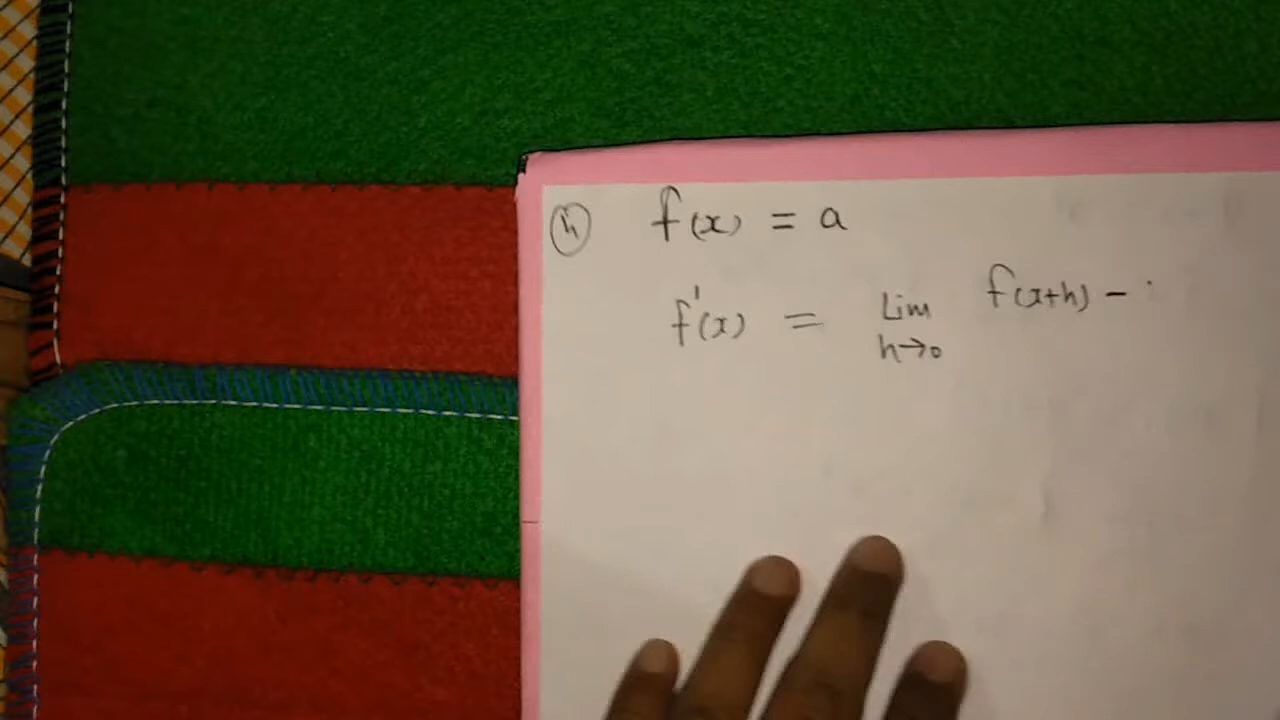 (h) f(x) = a
f'(x) = Lim h→0 f(x+h) -